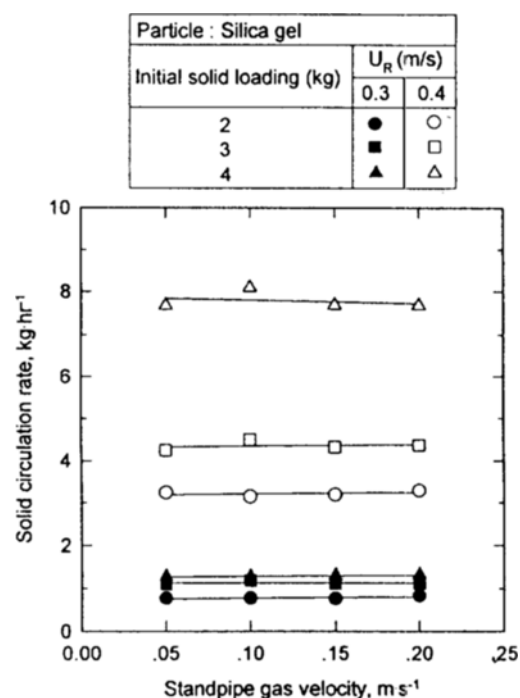 Particle : Silica gel
Initial solid loading (kg)
U_R (m/s)
0.3 0.4
2
3
4
10
8
6
4
2
0
0.00 .05 .10 .15 .20 .25
Solid circulation rate, kg·hr⁻¹
Standpipe gas velocity, m·s⁻¹